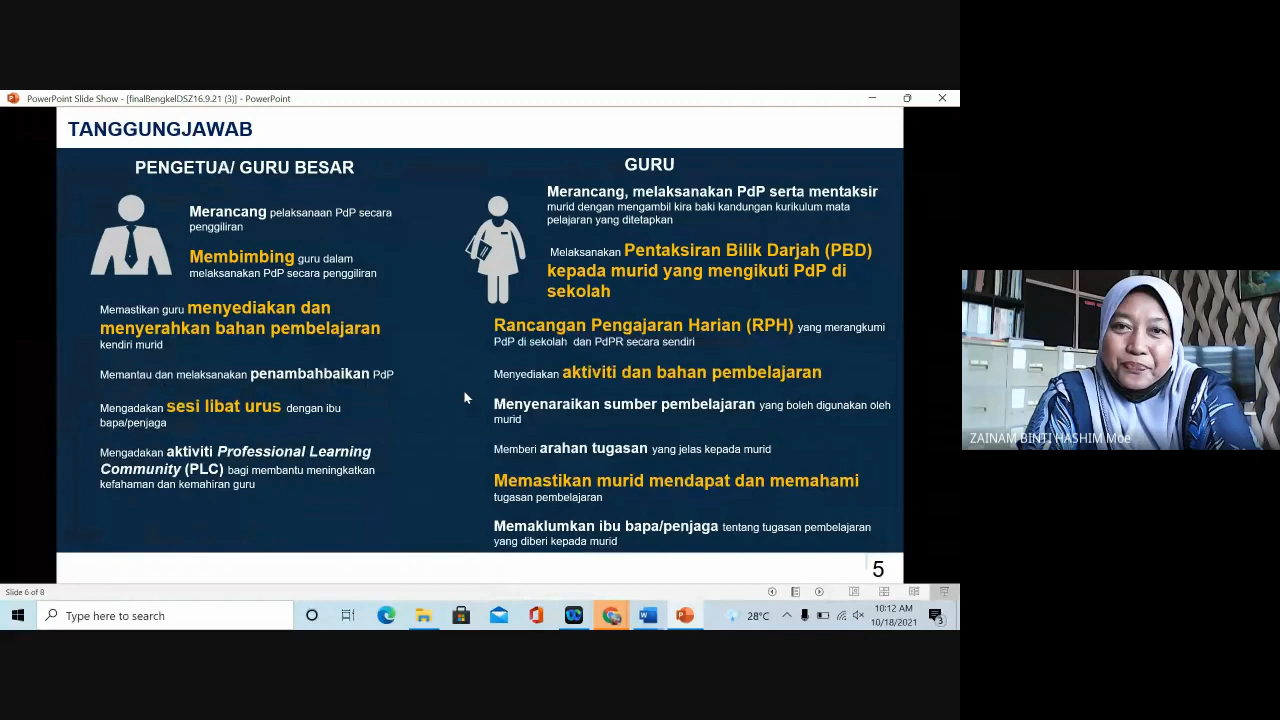 PowerPoint Slide Show - [finalBengkelDSZ16.9.21 (3)] - PowerPoint
TANGGUNGJAWAB
PENGETUA/ GURU BESAR
Merancang pelaksanaan PdP secara
penggiliran
Membimbing guru dalam
melaksanakan PdP secara penggiliran
Memastikan guru menyediakan dan
menyerahkan bahan pembelajaran
kendiri murid
Memantau dan melaksanakan penambahbaikan PdP
Mengadakan sesi libat urus dengan ibu
bapa/penjaga
Mengadakan aktiviti Professional Learning
Community (PLC) bagi membantu meningkatkan
kefahaman dan kemahiran guru
GURU
Merancang, melaksanakan PdP serta mentaksir
murid dengan mengambil kira baki kandungan kurikulum mata
pelajaran yang ditetapkan
Melaksanakan Pentaksiran Bilik Darjah (PBD)
kepada murid yang mengikuti PdP di
sekolah
Rancangan Pengajaran Harian (RPH) yang merangkumi
PdP di sekolah dan PdPR secara sendiri
Menyediakan aktiviti dan bahan pembelajaran
Menyenaraikan sumber pembelajaran yang boleh digunakan oleh
murid
Memberi arahan tugasan yang jelas kepada murid
Memastikan murid mendapat dan memahami
tugasan pembelajaran
Memaklumkan ibu bapa/penjaga tentang tugasan pembelajaran
yang diberi kepada murid
5
ZAINAM BINTI HASHIM Moe
Slide 6 of 8
Type here to search
28°C
10:12 AM
10/18/2021
3